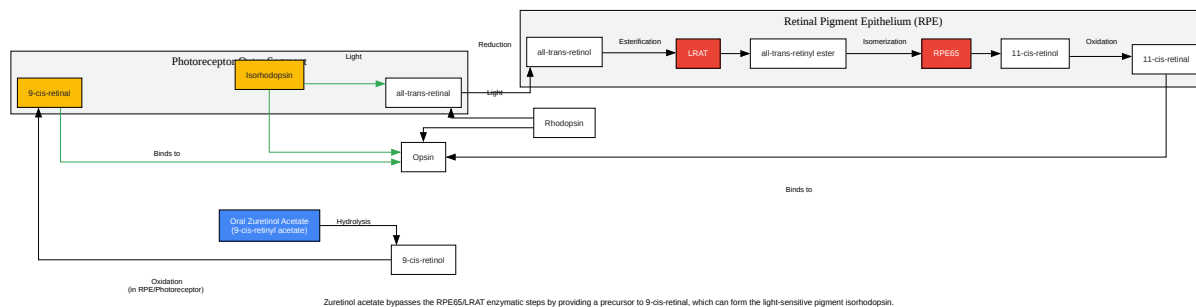 Retinal Pigment Epithelium (RPE)
Reduction
all-trans-retinol
Esterification
LRAT
all-trans-retinyl ester
Isomerization
RPE65
11-cis-retinol
Oxidation
11-cis-retinal
Photoreceptor Outer Segment
Light
Isorhodopsin
9-cis-retinal
all-trans-retinal
Light
Rhodopsin
Binds to
Opsin
Binds to
Oral Zuretinol Acetate
(9-cis-retinyl acetate)
Hydrolysis
9-cis-retinol
Oxidation
(in RPE/Photoreceptor)
Zuretinol acetate bypasses the RPE65/LRAT enzymatic steps by providing a precursor to 9-cis-retinal, which can form the light-sensitive pigment isorhodopsin.